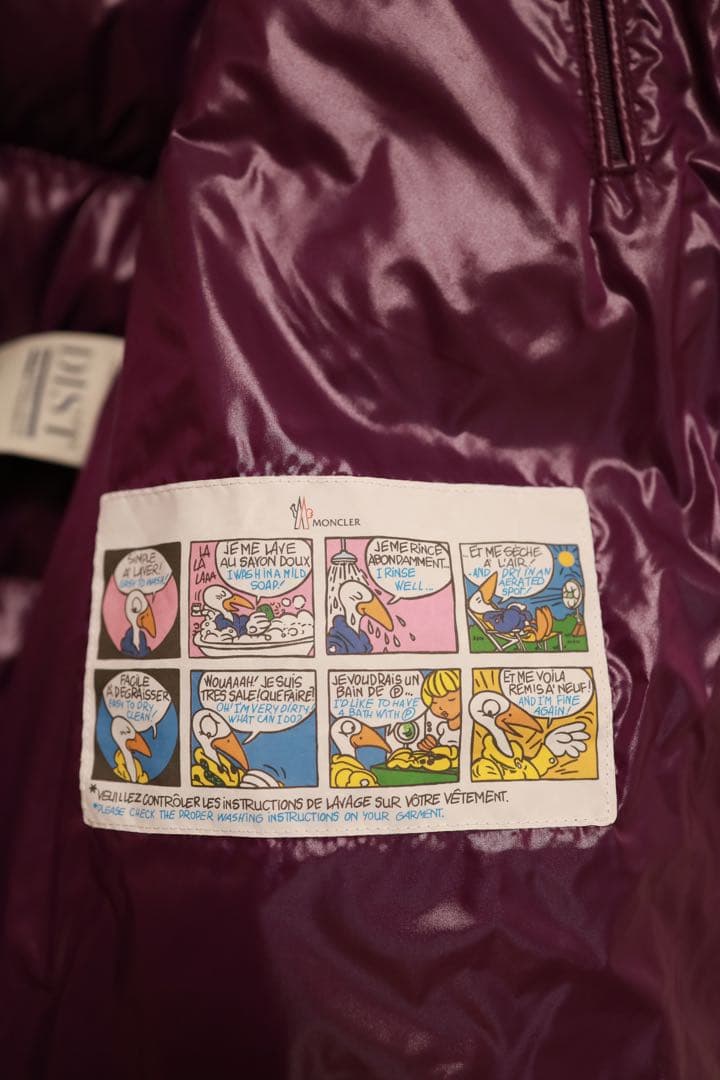 DIST
MONCLER
SIMPLE
À LAVER!
EASY TO WASH!
LA
LA
LAAA
JE ME LAVE
AU SAVON DOUX
I WASH IN A MILD
SOAP!
JE ME RINCE
ABONDAMMENT...
I RINSE
WELL...
...ET ME SÈCHE
À L'AIR!
...AND DRY IN AN
AERATED
SPOT!
FACILE
À DÉGRAISSER
EASY TO DRY
CLEAN!
WOUAAAH! JE SUIS
TRES SALE! QUE FAIRE?
OH! I'M VERY DIRTY!
WHAT CAN I DO?
JE VOUDRAIS UN
BAIN DE Ⓟ...
I'D LIKE TO HAVE
A BATH WITH Ⓟ
ET ME VOILÀ
REMIS À NEUF!
AND I'M FINE
AGAIN!
*VEUILLEZ CONTRÔLER LES INSTRUCTIONS DE LAVAGE SUR VÔTRE VÊTEMENT.
*PLEASE CHECK THE PROPER WASHING INSTRUCTIONS ON YOUR GARMENT.